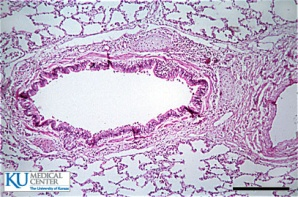 KU MEDICAL
CENTER
The University of Kansas